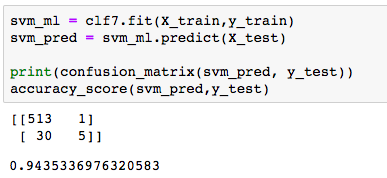 svm_ml = clf7.fit(X_train,y_train)
svm_pred = svm_ml.predict(X_test)
print(confusion_matrix(svm_pred, y_test))
accuracy_score(svm_pred,y_test)
[[513   1]
 [ 30   5]]
0.9435336976320583